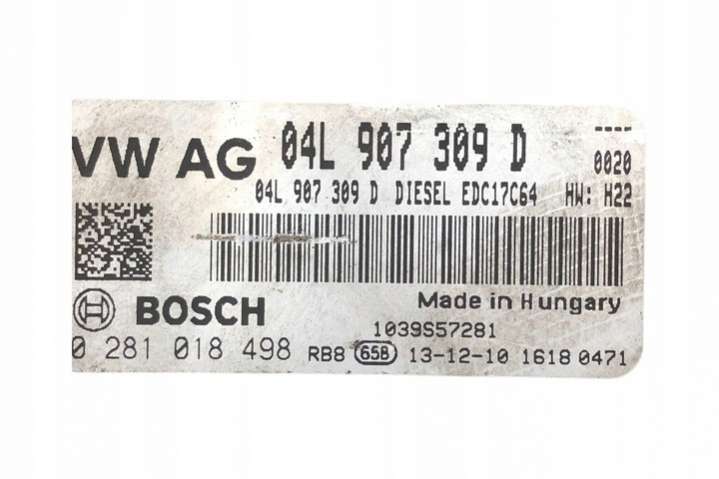 VW AG 04L 907 309 D ----
0020
04L 907 309 D DIESEL EDC17C64 HW: H22
Made in Hungary
BOSCH
1039S57281
0 281 018 498 RB8 65B 13-12-10 1618 0471